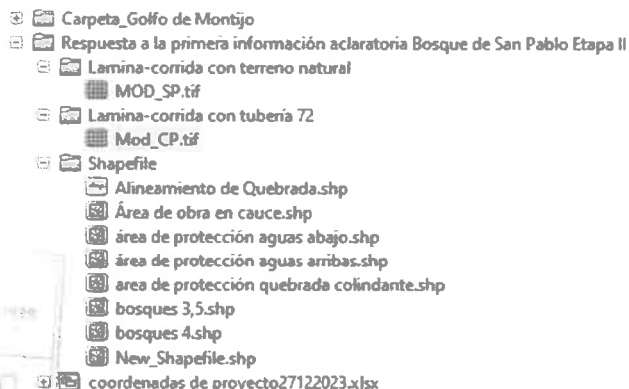 Carpeta_Golfo de Montijo
Respuesta a la primera información aclaratoria Bosque de San Pablo Etapa II
Lamina-corrida con terreno natural
MOD_SP.tif
Lamina-corrida con tubería 72
Mod_CP.tif
Shapefile
Alineamiento de Quebrada.shp
Área de obra en cauce.shp
área de protección aguas abajo.shp
área de protección aguas arribas.shp
area de protección quebrada colindante.shp
bosques 3,5.shp
bosques 4.shp
New_Shapefile.shp
coordenadas de proyecto27122023.xlsx